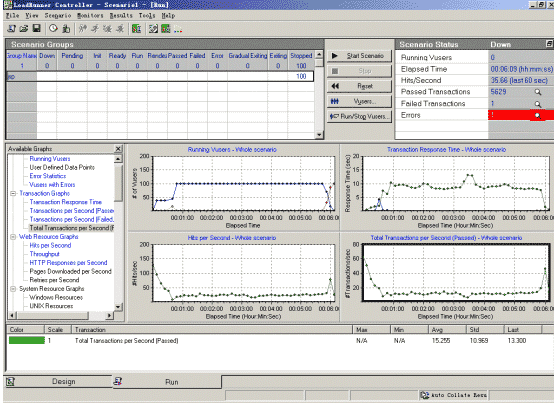 LoadRunner Controller - Scenario1 - [Run]
File View Scenario Monitors Results Tools Help
Scenario Groups
Group Name Down Pending Init Ready Run Rendez Passed Failed Error Gradual Exiting Exiting Stopped
1 0 0 0 0 0 0 0 0 0 0 0 100
100
Start Scenario
Stop
Reset
Vusers...
Run/Stop Vusers...
Scenario Status Down
Running Vusers 0
Elapsed Time 00:06:09 (hh:mm:ss)
Hits/Second 35.66 (last 60 sec)
Passed Transactions 5629
Failed Transactions 1
Errors
Available Graphs
Running Vusers
User Defined Data Points
Error Statistics
Vusers with Errors
Transaction Graphs
Transaction Response Time
Transactions per Second (Passed
Transactions per Second (Failed,
Total Transactions per Second (F
Web Resource Graphs
Hits per Second
Throughput
HTTP Responses per Second
Pages Downloaded per Second
Retries per Second
System Resource Graphs
Windows Resources
UNIX Resources
Running Vusers - Whole scenario
# of Vusers
200
150
100
50
00:01:00 00:02:00 00:03:00 00:04:00 00:05:00 00:06:0
Elapsed Time
Transaction Response Time - Whole scenario
Response Time (sec)
20
15
10
5
00:01:00 00:02:00 00:03:00 00:04:00 00:05:00 00:06:0
Elapsed Time (Hour:Min:Sec)
Hits per Second - Whole scenario
#Hits/sec
200
150
100
50
00:01:00 00:02:00 00:03:00 00:04:00 00:05:00 00:06:0
Elapsed Time (Hour:Min:Sec)
Total Transactions per Second (Passed) - Whole scenario
#Transactions/sec
80
60
40
20
00:01:00 00:02:00 00:03:00 00:04:00 00:05:00 00:06:0
Elapsed Time (Hour:Min:Sec)
Color Scale Transaction Max Min Avg Std Last
1 Total Transactions per Second (Passed) N/A N/A 15.255 10.969 13.300
Design Run
Auto Collate Resu